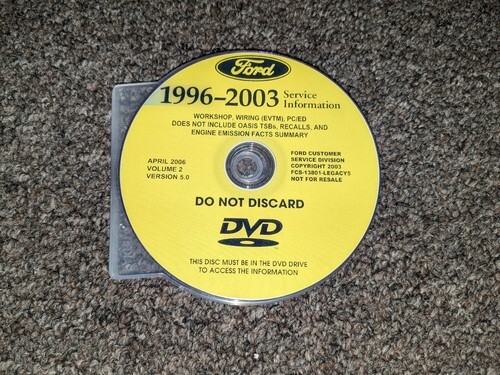 Ford
1996-2003 Service Information
WORKSHOP, WIRING (EVTM), PC/ED
DOES NOT INCLUDE OASIS TSBs, RECALLS, AND
ENGINE EMISSION FACTS SUMMARY
APRIL 2006
VOLUME 2
VERSION 5.0
FORD CUSTOMER
SERVICE DIVISION
COPYRIGHT 2003
FCS-13801-LEGACY5
NOT FOR RESALE
DO NOT DISCARD
DVD
THIS DISC MUST BE IN THE DVD DRIVE
TO ACCESS THE INFORMATION